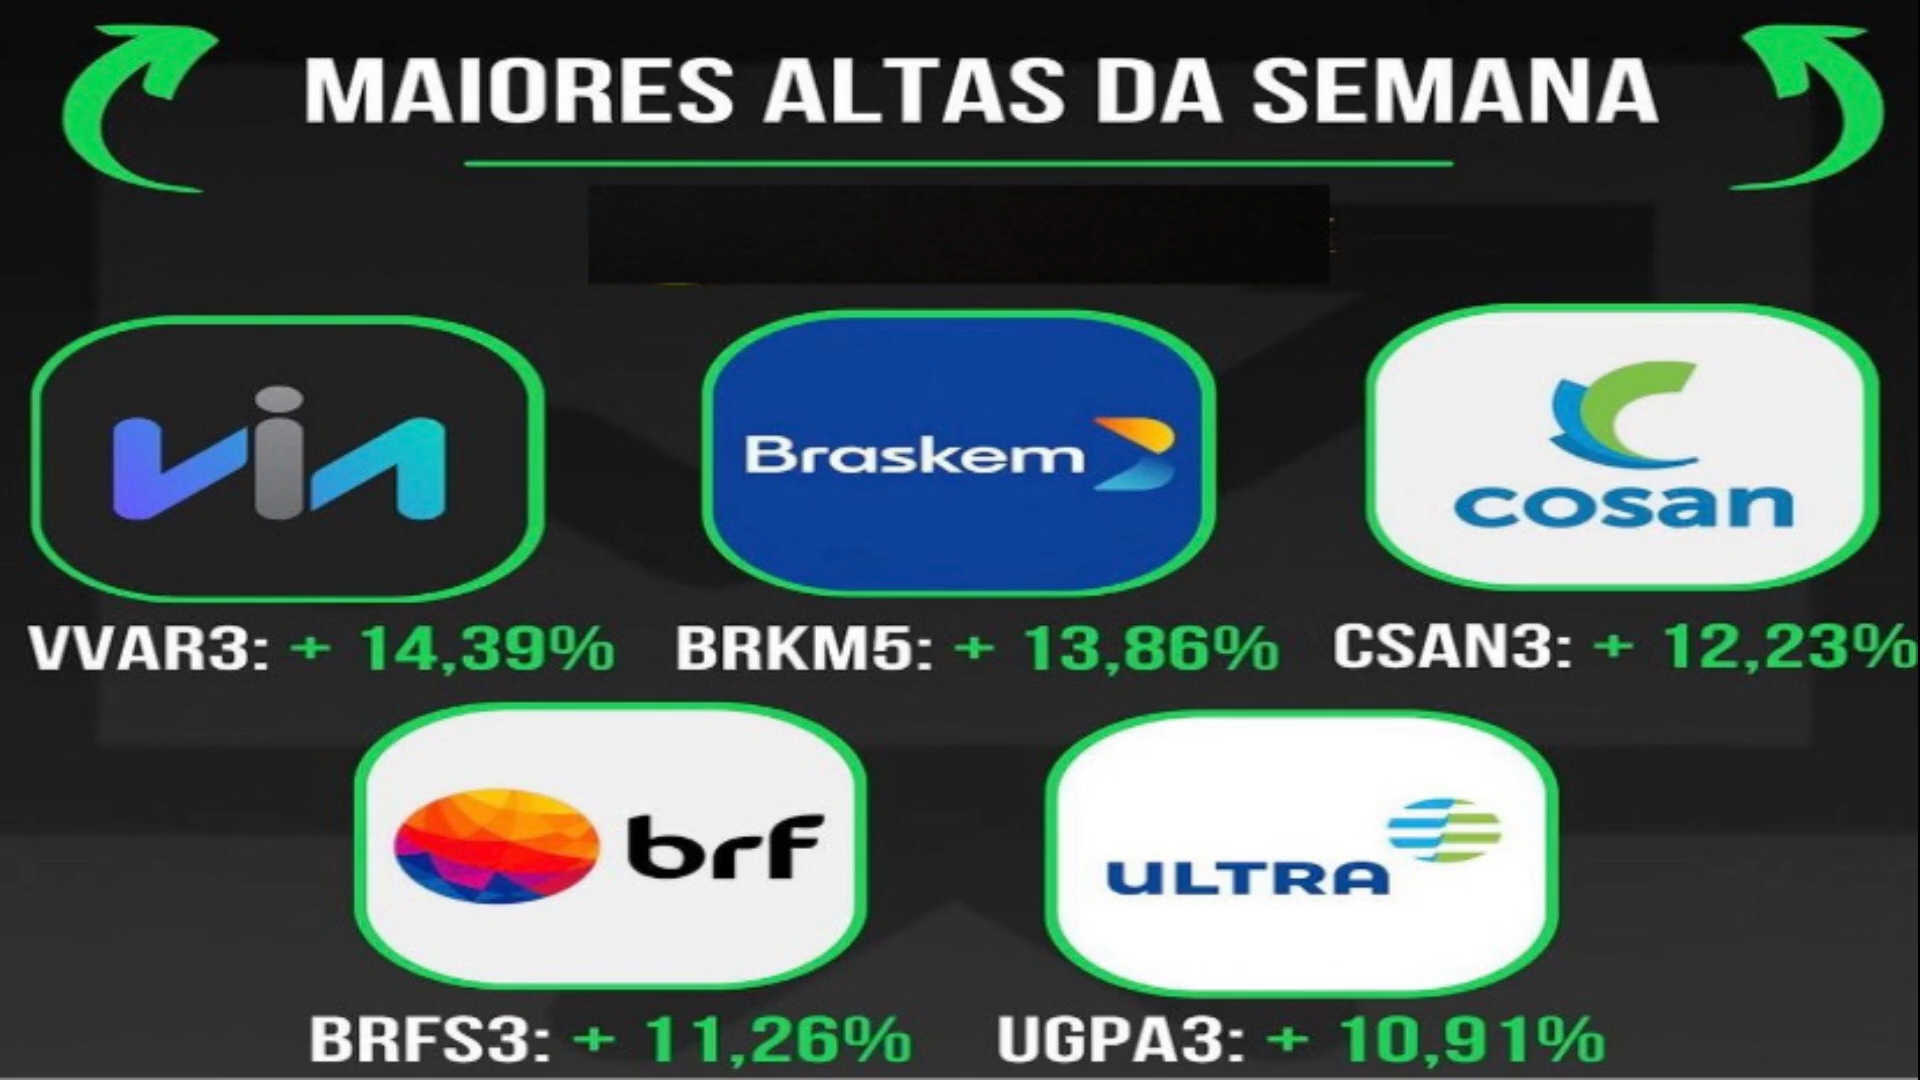 MAIORES ALTAS DA SEMANA
via
Braskem
cosan
VVAR3: + 14,39%
BRKM5: + 13,86%
CSAN3: + 12,23%
brf
ULTRA
BRFS3: + 11,26%
UGPA3: + 10,91%